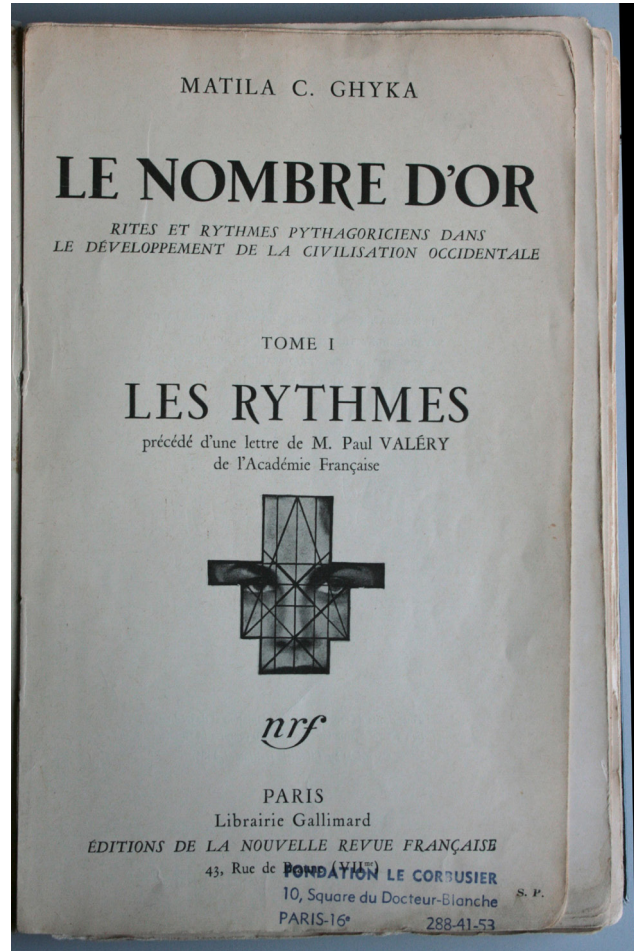 MATILA C. GHYKA
LE NOMBRE D'OR
RITES ET RYTHMES PYTHAGORICIENS DANS
LE DÉVELOPPEMENT DE LA CIVILISATION OCCIDENTALE
TOME I
LES RYTHMES
précédé d'une lettre de M. Paul VALÉRY
de l'Académie Française
nrf
PARIS
Librairie Gallimard
ÉDITIONS DE LA NOUVELLE REVUE FRANÇAISE
43, Rue de (VIIme)
FONDATION LE CORBUSIER
S. P.
10, Square du Docteur-Blanche
PARIS-16e 288-41-53